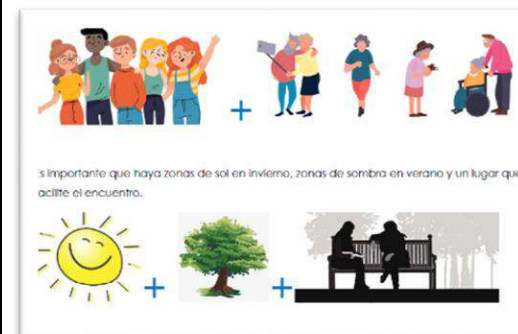 s importante que haya zonas de sol en invierno, zonas de sombra en verano y un lugar que
acilite el encuentro.